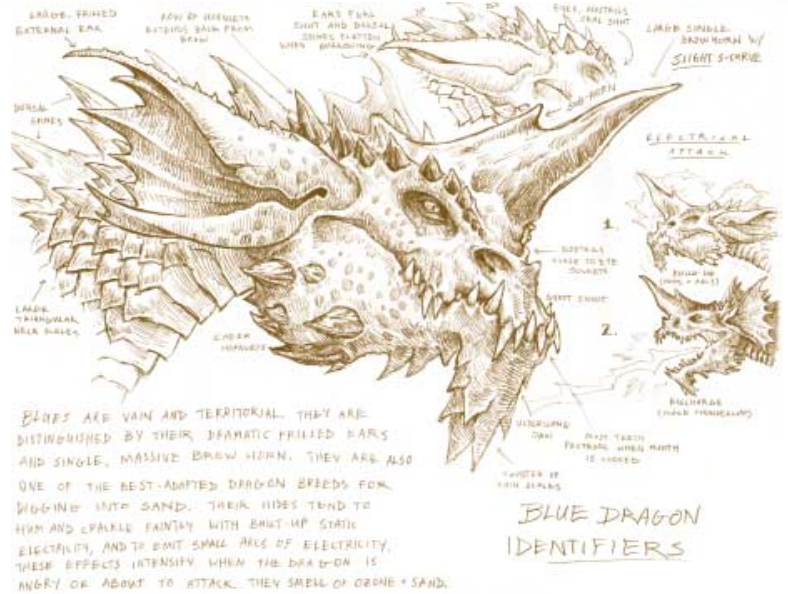 LARGE, FRILLED
EXTERNAL EAR
ROW OF HORNLETS
EXTENDS BACK FROM
BROW
EARS FURL
SHUT AND DORSAL
SPINES FLATTEN
WHEN BURROWING
EYES, NOSTRILS
SEAL SHUT
SUB-HORN
LARGE SINGLE
BROW HORN W/
SLIGHT S-CURVE
DORSAL
SPINES
ELECTRICAL
ATTACK
1.
BUILD-UP
2.
DISCHARGE
NOSTRILS
CLOSE TO EYE
SOCKETS
SHORT SNOUT
LARGE
TRIANGULAR
NECK SCALES
CHEEK
HORNLETS
UNDERSLUNG
JAW
MOST TEETH
PROTRUDE WHEN MOUTH
IS CLOSED
CLUSTER OF
CHIN SCALES
BLUES ARE VAIN AND TERRITORIAL. THEY ARE
DISTINGUISHED BY THEIR DRAMATIC FRILLED EARS
AND SINGLE, MASSIVE BROW HORN. THEY ARE ALSO
ONE OF THE BEST-ADAPTED DRAGON BREEDS FOR
DIGGING INTO SAND. THEIR HIDES TEND TO
HUM AND CRACKLE FAINTLY WITH BUILT-UP STATIC
ELECTRICITY, AND TO EMIT SMALL ARCS OF ELECTRICITY.
THESE EFFECTS INTENSIFY WHEN THE DRAGON IS
ANGRY OR ABOUT TO ATTACK. THEY SMELL OF OZONE + SAND.
BLUE DRAGON
IDENTIFIERS